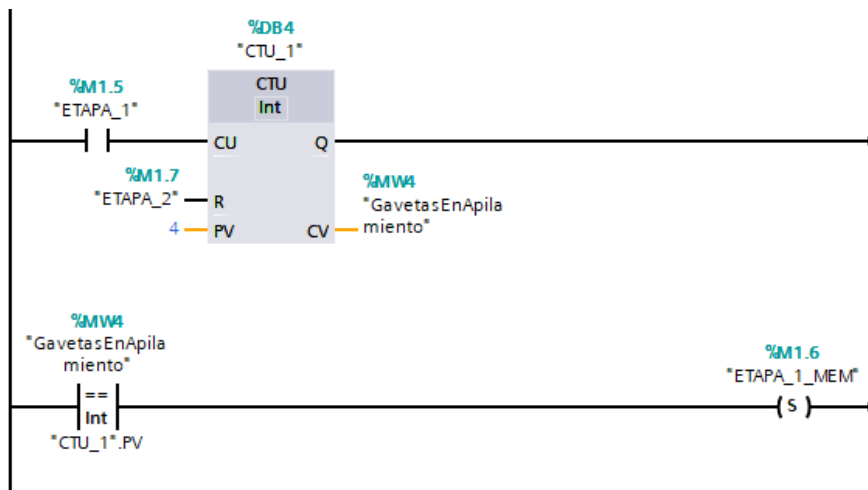 %DB4
"CTU_1"
CTU
Int
%M1.5
"ETAPA_1"
CU
Q
%M1.7
"ETAPA_2"
R
%MW4
"GavetasEnApila
miento"
4
PV
CV
%MW4
"GavetasEnApila
miento"
==
Int
"CTU_1".PV
%M1.6
"ETAPA_1_MEM"
S